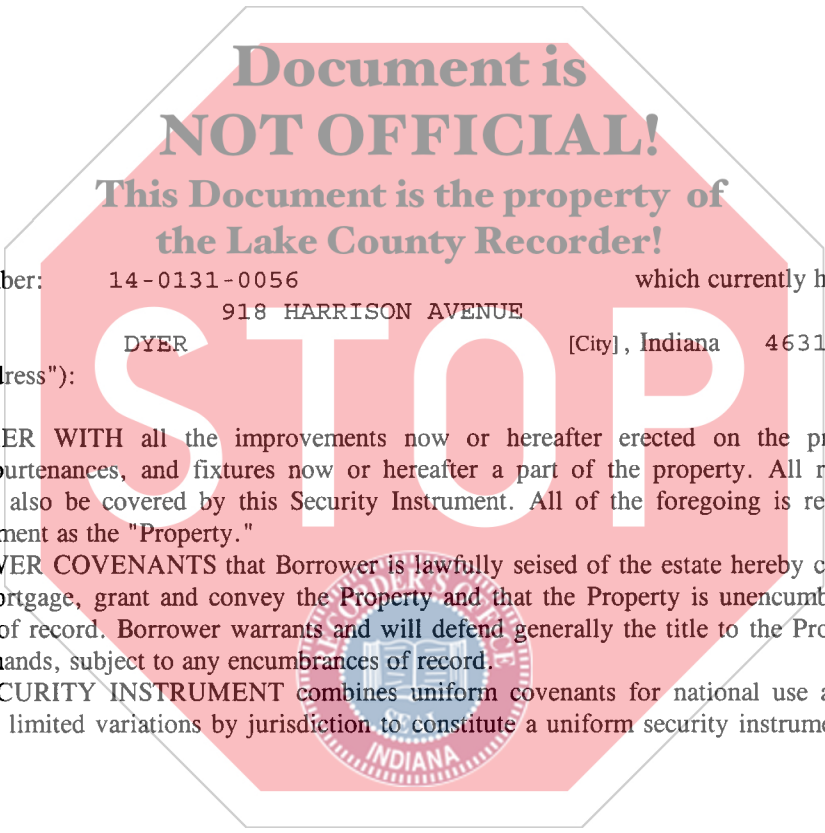 Document is
NOT OFFICIAL!
This Document is the property of
the Lake County Recorder!
ber: 14-0131-0056 which currently h
918 HARRISON AVENUE
DYER [City], Indiana 4631
ress"):
STOP
ER WITH all the improvements now or hereafter erected on the pr
purtenances, and fixtures now or hereafter a part of the property. All r
also be covered by this Security Instrument. All of the foregoing is re
ment as the "Property."
VER COVENANTS that Borrower is lawfully seised of the estate hereby c
ortgage, grant and convey the Property and that the Property is unencumb
of record. Borrower warrants and will defend generally the title to the Pro
ands, subject to any encumbrances of record.
CURITY INSTRUMENT combines uniform covenants for national use a
limited variations by jurisdiction to constitute a uniform security instrume
RECORDER'S OFFICE
INDIANA